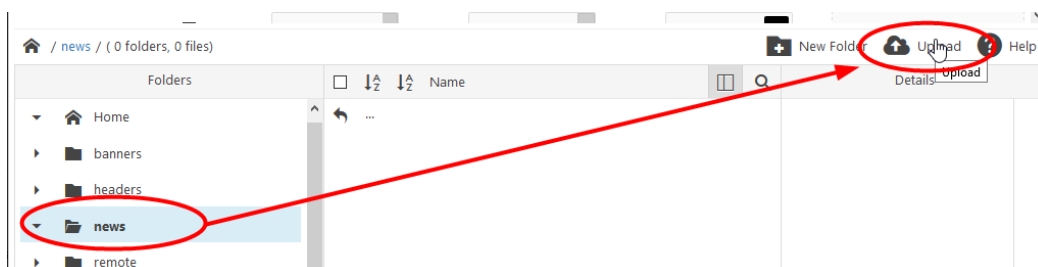 / news / ( 0 folders, 0 files)
New Folder
Upload
Help
Folders
Name
Details
Upload
Home
...
banners
headers
news
remote